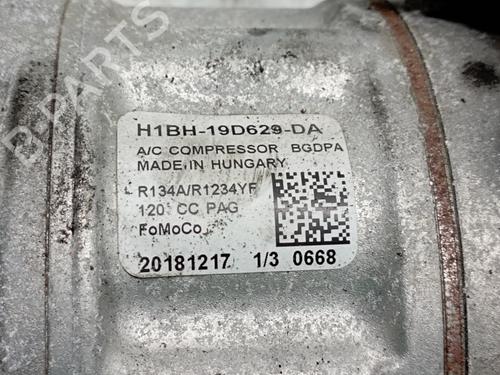 H1BH-19D629-DA
A/C COMPRESSOR BGDPA
MADE IN HUNGARY
R134A/R1234YF
120 CC PAG
FoMoCo
20181217 1/3 0668
B-PARTS